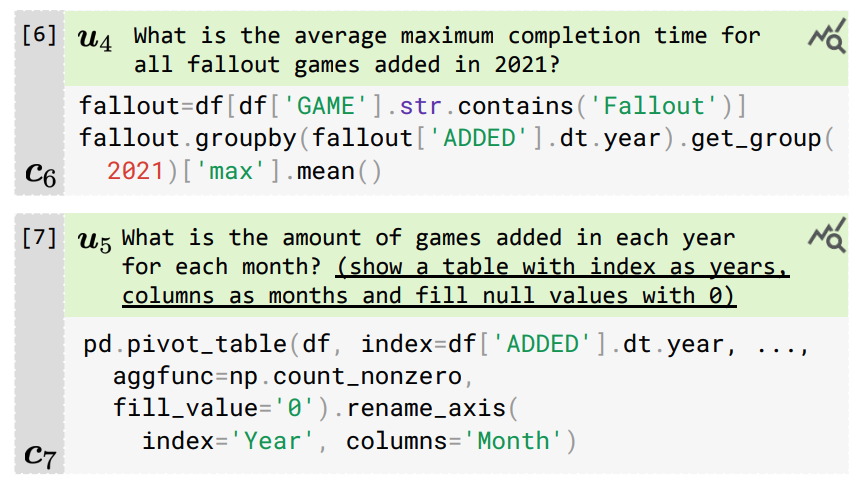 [6] u4 What is the average maximum completion time for
all fallout games added in 2021?
fallout=df[df['GAME'].str.contains('Fallout')]
fallout.groupby(fallout['ADDED'].dt.year).get_group(
2021)['max'].mean()
c6
[7] u5 What is the amount of games added in each year
for each month? (show a table with index as years,
columns as months and fill null values with 0)
pd.pivot_table(df, index=df['ADDED'].dt.year, ...,
aggfunc=np.count_nonzero,
fill_value='0').rename_axis(
index='Year', columns='Month')
c7